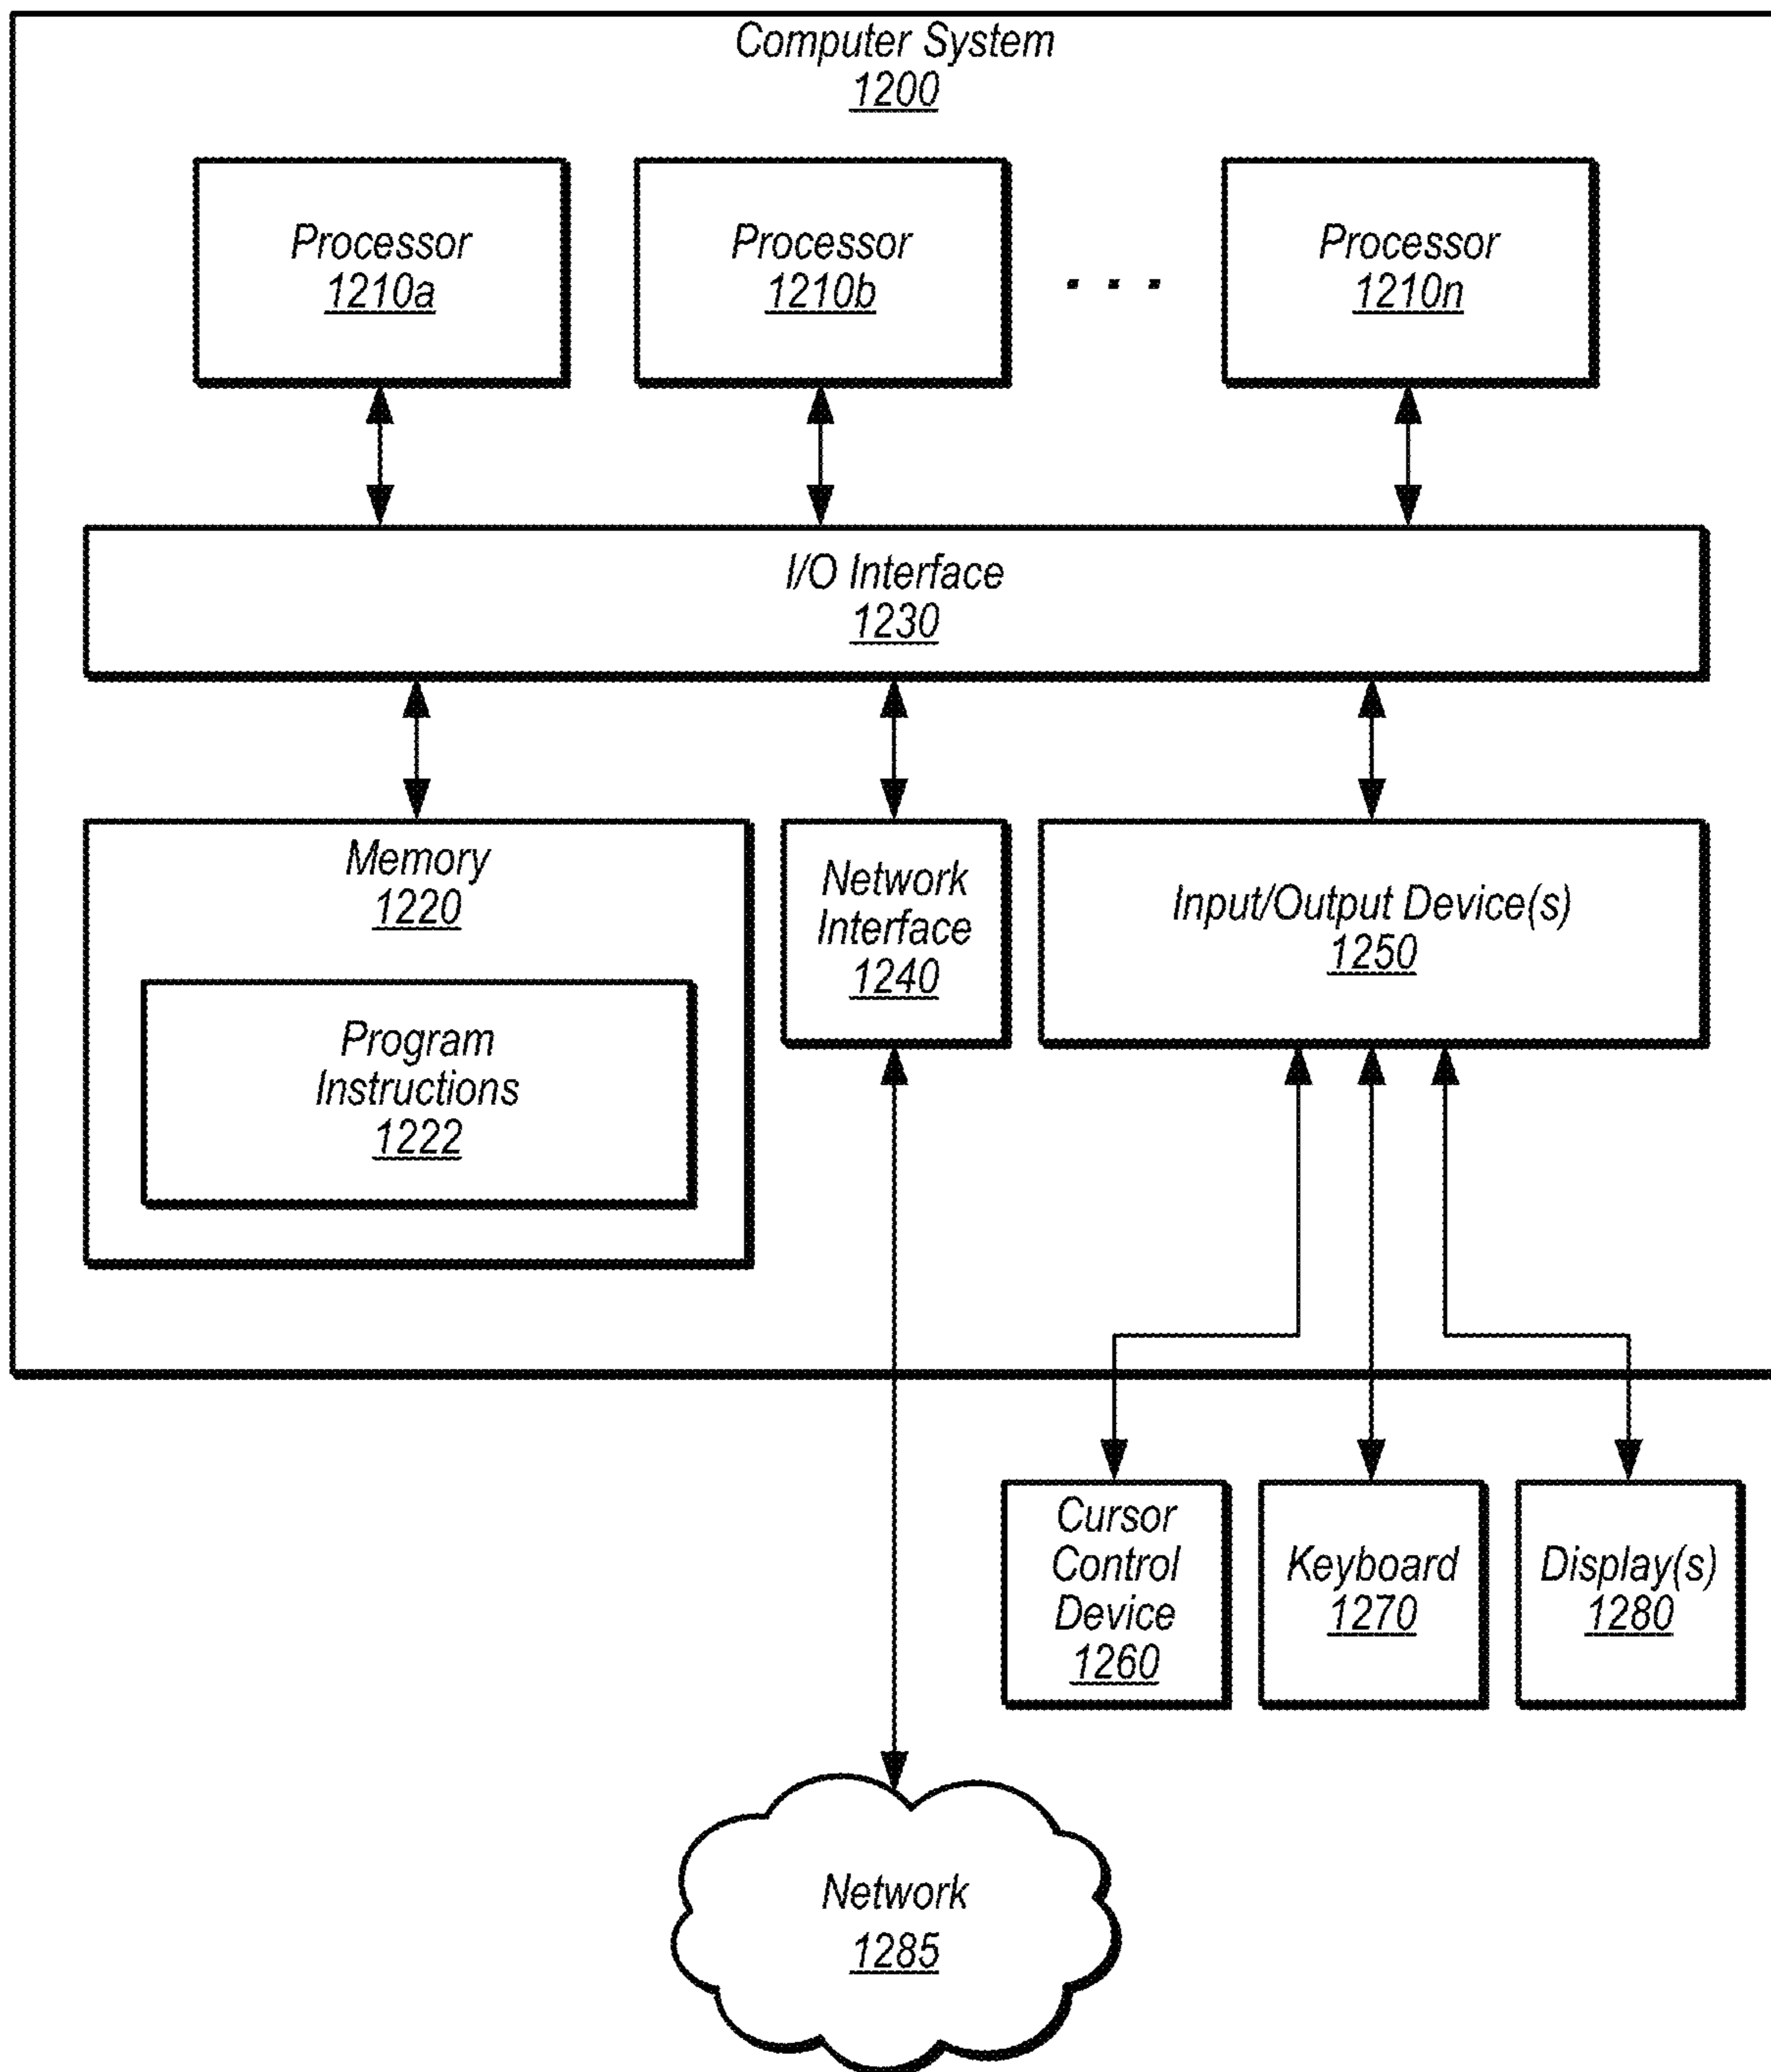 Computer System
1200
Processor
1210a
Processor
1210b
. . .
Processor
1210n
I/O Interface
1230
Memory
1220
Program
Instructions
1222
Network
Interface
1240
Input/Output Device(s)
1250
Cursor
Control
Device
1260
Keyboard
1270
Display(s)
1280
Network
1285